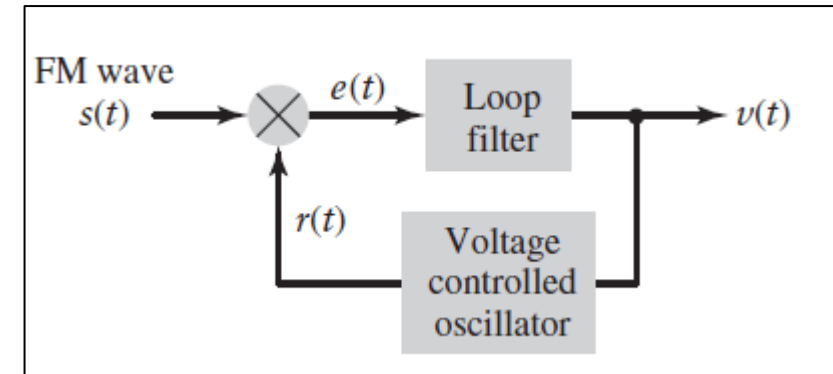 FM wave
s(t)
e(t)
Loop
filter
v(t)
r(t)
Voltage
controlled
oscillator